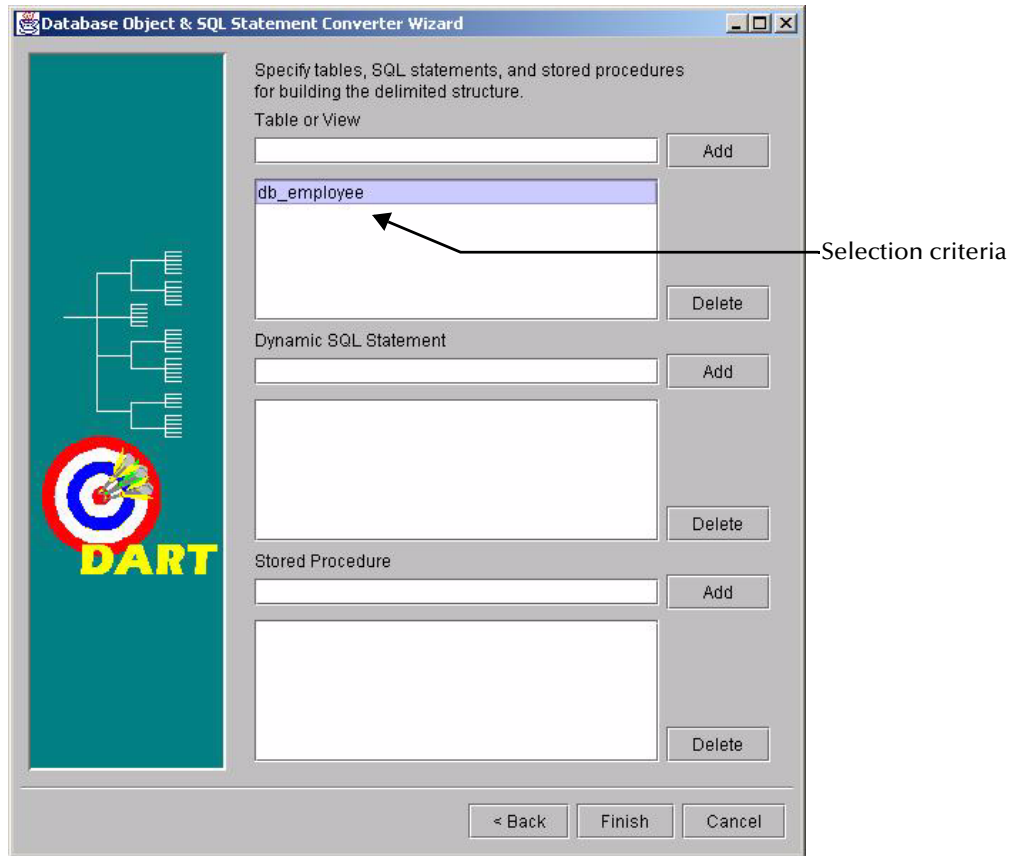 Database Object & SQL Statement Converter Wizard
Specify tables, SQL statements, and stored procedures
for building the delimited structure.
Table or View
Add
db_employee
Selection criteria
Delete
Dynamic SQL Statement
Add
Delete
DART
Stored Procedure
Add
Delete
< Back Finish Cancel